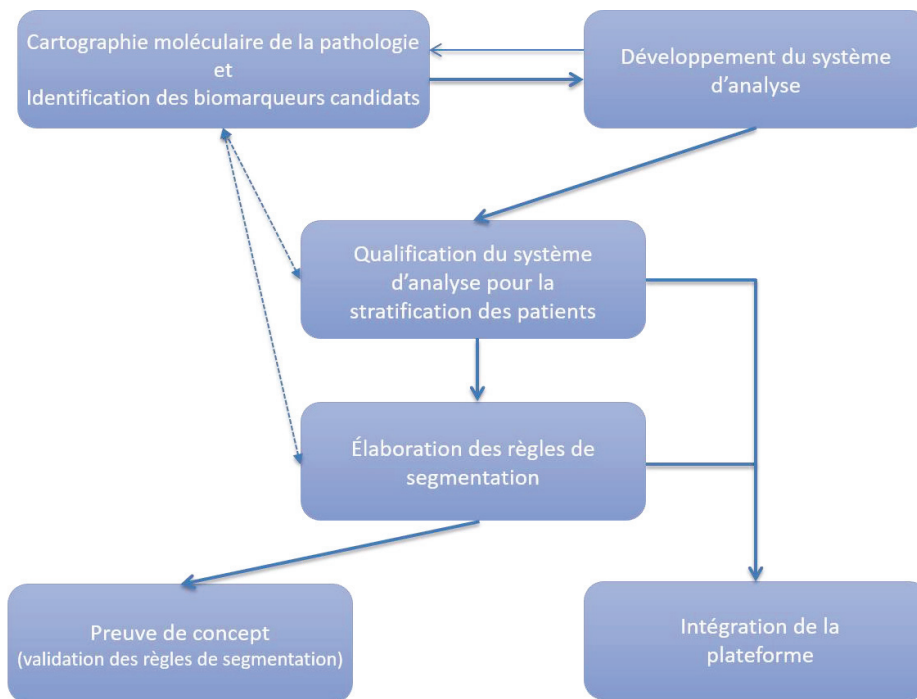 Cartographie moléculaire de la pathologie
et
Identification des biomarqueurs candidats
Développement du système
d'analyse
Qualification du système
d'analyse pour la
stratification des patients
Élaboration des règles de
segmentation
Preuve de concept
(validation des règles de segmentation)
Intégration de la
plateforme